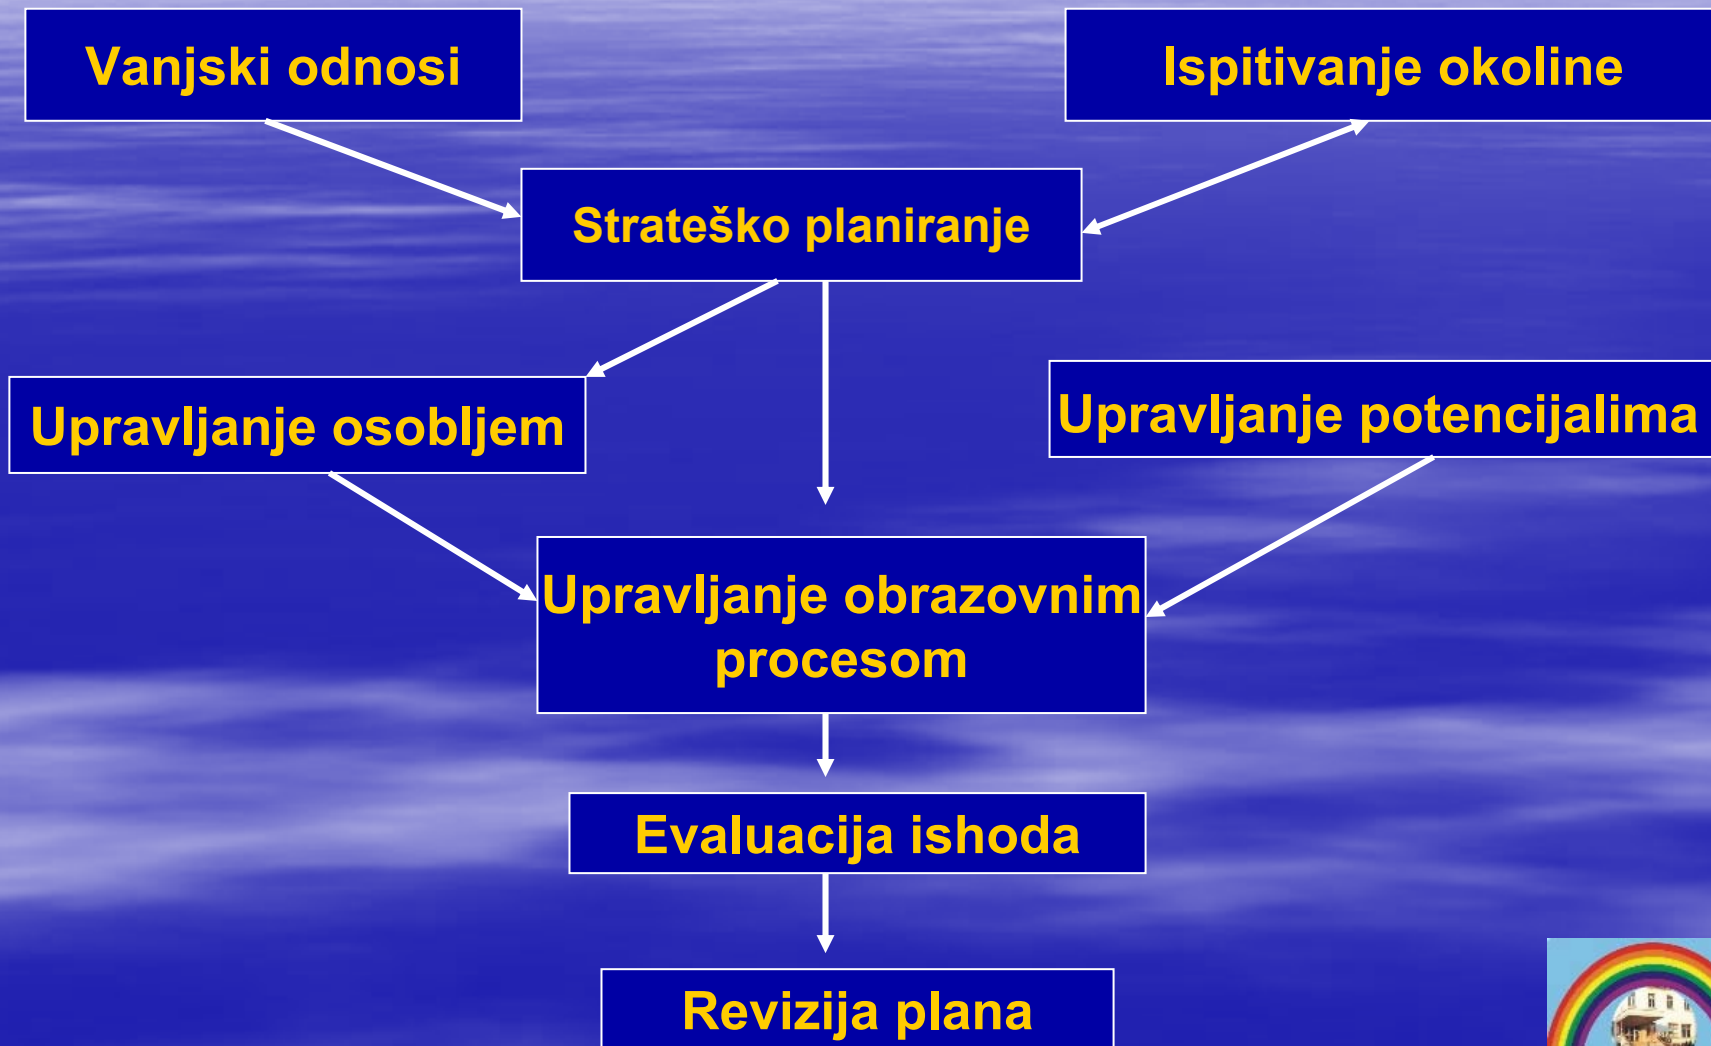 Vanjski odnosi
Ispitivanje okoline
Strateško planiranje
Upravljanje osobljem
Upravljanje potencijalima
Upravljanje obrazovnim
procesom
Evaluacija ishoda
Revizija plana